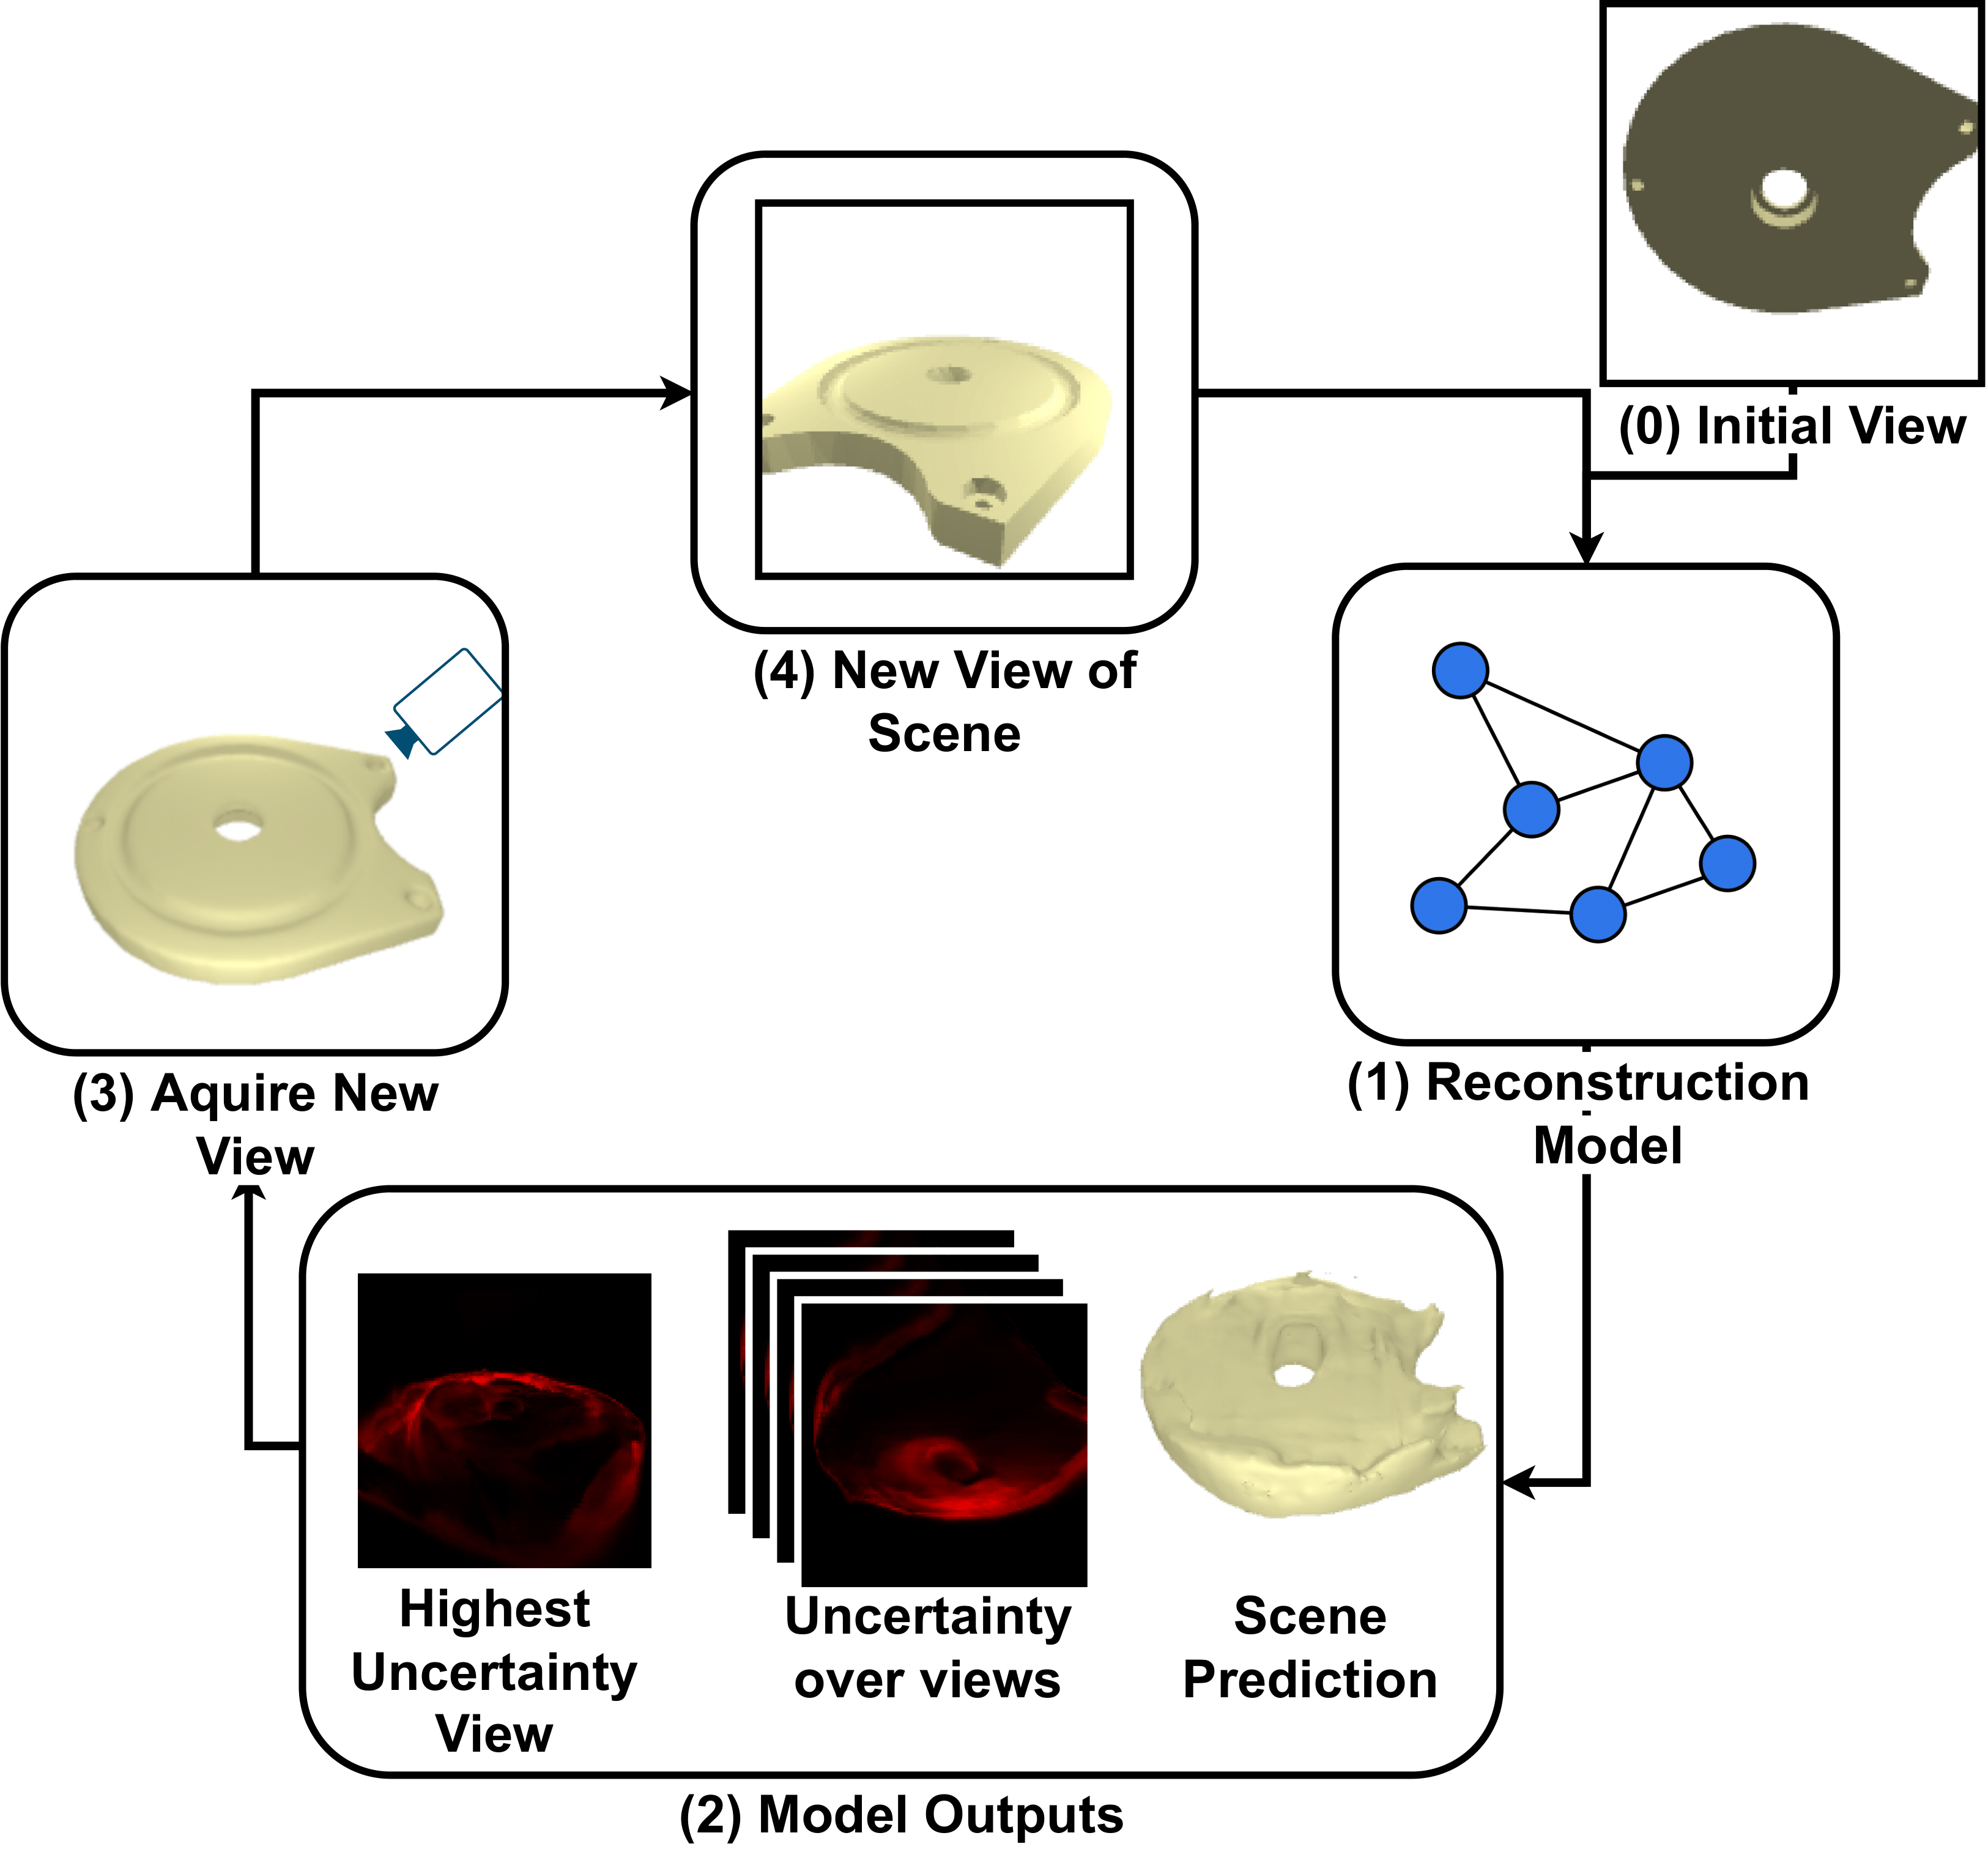 (0) Initial View
(4) New View of
Scene
(3) Aquire New
View
(1) Reconstruction
Model
Highest
Uncertainty
View
Uncertainty
over views
Scene
Prediction
(2) Model Outputs